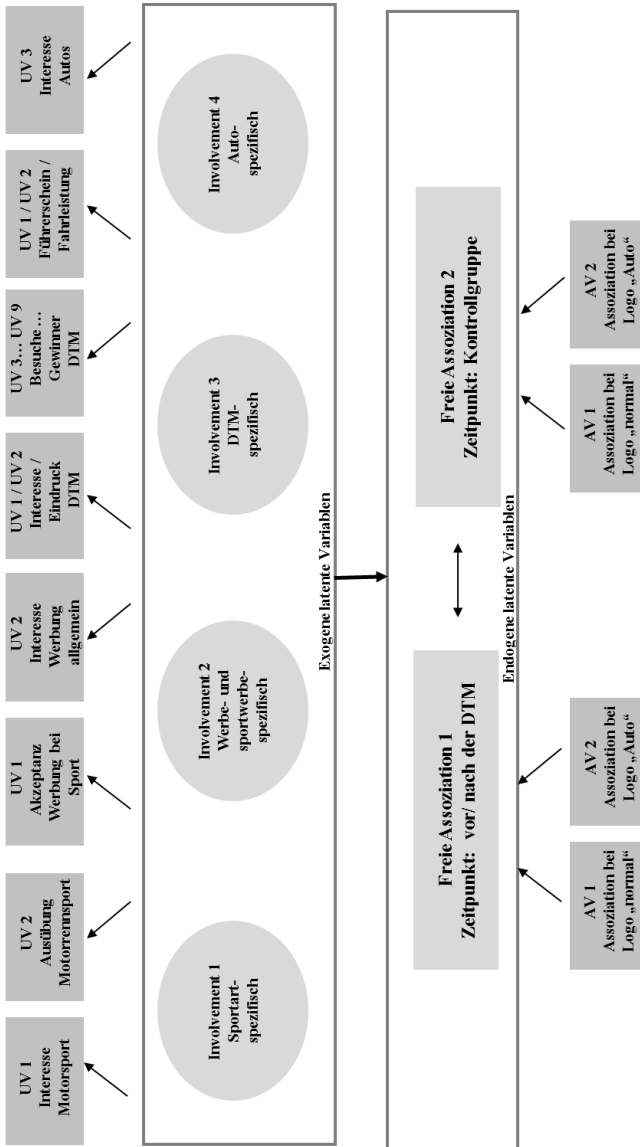 UV 1
Interesse
Motorsport
UV 2
Ausübung
Motorrennsport
UV 1
Akzeptanz
Werbung bei
Sport
UV 2
Interesse
Werbung
allgemein
UV 1 / UV 2
Interesse /
Eindruck
DTM
UV 3… UV 9
Besuche …
Gewinner
DTM
UV 1 / UV 2
Führerschein /
Fahrleistung
UV 3
Interesse
Autos
Involvement 1
Sportart-
spezifisch
Involvement 2
Werbe- und
sportwerbe-
spezifisch
Involvement 3
DTM-
spezifisch
Involvement 4
Auto-
spezifisch
Exogene latente Variablen
Freie Assoziation 1
Zeitpunkt: vor/ nach der DTM
Freie Assoziation 2
Zeitpunkt: Kontrollgruppe
Endogene latente Variablen
AV 1
Assoziation bei
Logo „normal“
AV 2
Assoziation bei
Logo „Auto“
AV 1
Assoziation bei
Logo „normal“
AV 2
Assoziation bei
Logo „Auto“